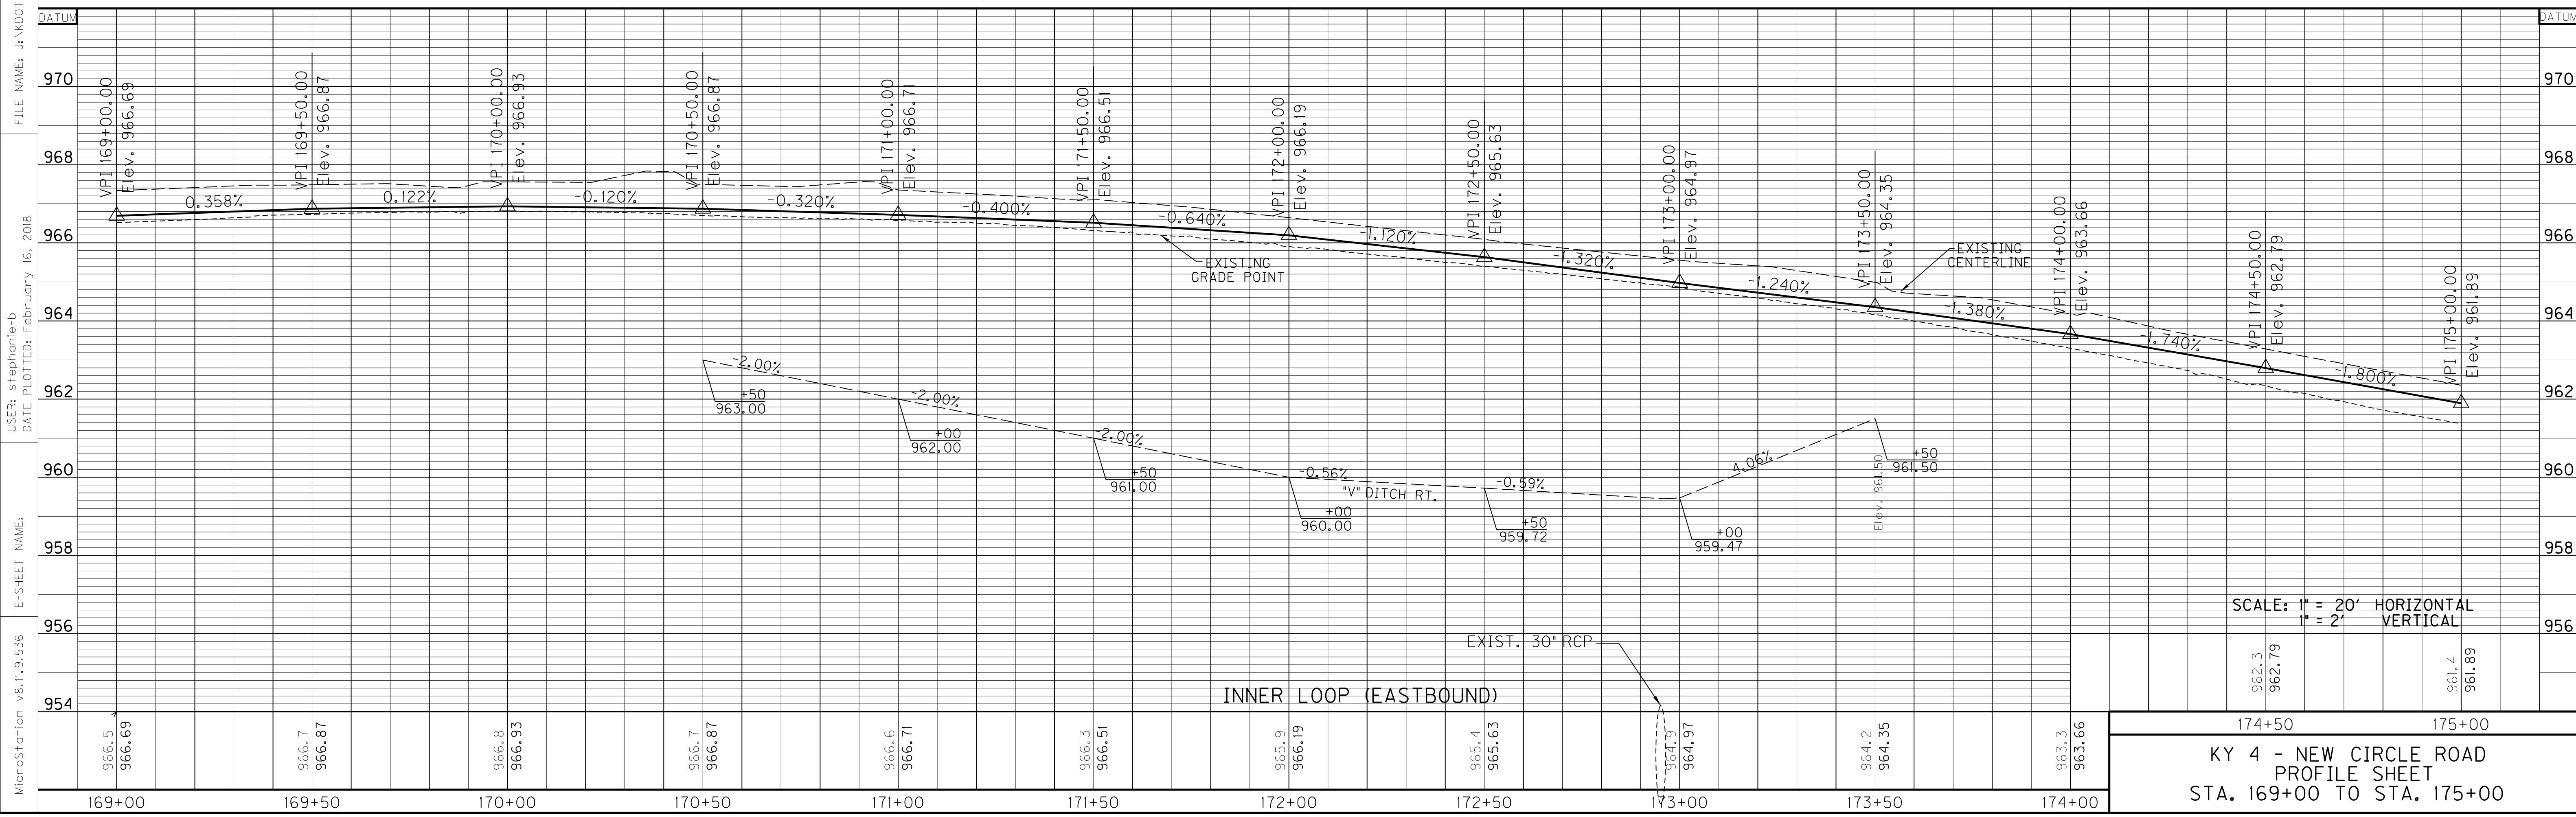 FILE NAME: J:\KDOT
USER: stephanie-b
DATE PLOTTED: February 16, 2018
E-SHEET NAME:
MicroStation v8.11.9.536
DATUM
DATUM
970
968
966
964
962
960
958
956
954
970
968
966
964
962
960
958
956
VPI 169+00.00
Elev. 966.69
VPI 169+50.00
Elev. 966.87
VPI 170+00.00
Elev. 966.93
VPI 170+50.00
Elev. 966.87
VPI 171+00.00
Elev. 966.71
VPI 171+50.00
Elev. 966.51
VPI 172+00.00
Elev. 966.19
VPI 172+50.00
Elev. 965.63
VPI 173+00.00
Elev. 964.97
VPI 173+50.00
Elev. 964.35
VPI 174+00.00
Elev. 963.66
VPI 174+50.00
Elev. 962.79
VPI 175+00.00
Elev. 961.89
0.358%
0.122%
-0.120%
-0.320%
-0.400%
-0.640%
-1.120%
-1.320%
-1.240%
-1.380%
-1.740%
-1.800%
EXISTING
GRADE POINT
EXISTING
CENTERLINE
-2.00%
+50
963.00
-2.00%
+00
962.00
-2.00%
+50
961.00
-0.56%
+00
960.00
"V" DITCH RT.
-0.59%
+50
959.72
4.06%
+00
959.47
Elev. 961.50
+50
961.50
EXIST. 30" RCP
INNER LOOP (EASTBOUND)
SCALE: 1" = 20' HORIZONTAL
1" = 2' VERTICAL
966.5
966.69
966.7
966.87
966.8
966.93
966.7
966.87
966.6
966.71
966.3
966.51
965.9
966.19
965.4
965.63
964.9
964.97
964.2
964.35
963.3
963.66
962.3
962.79
961.4
961.89
169+00
169+50
170+00
170+50
171+00
171+50
172+00
172+50
173+00
173+50
174+00
174+50
175+00
KY 4 - NEW CIRCLE ROAD
PROFILE SHEET
STA. 169+00 TO STA. 175+00